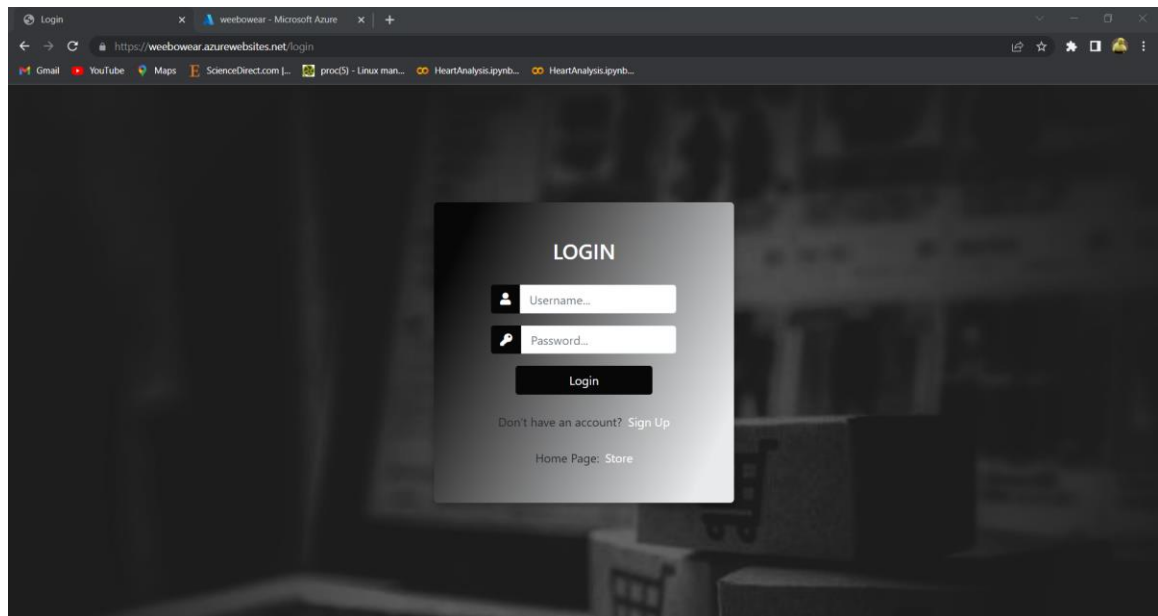 Login
weebowear - Microsoft Azure
https://weebowear.azurewebsites.net/login
Gmail YouTube Maps ScienceDirect.com |... proc(5) - Linux man... HeartAnalysis.ipynb... HeartAnalysis.ipynb...
LOGIN
Username...
Password...
Login
Don't have an account? Sign Up
Home Page: Store